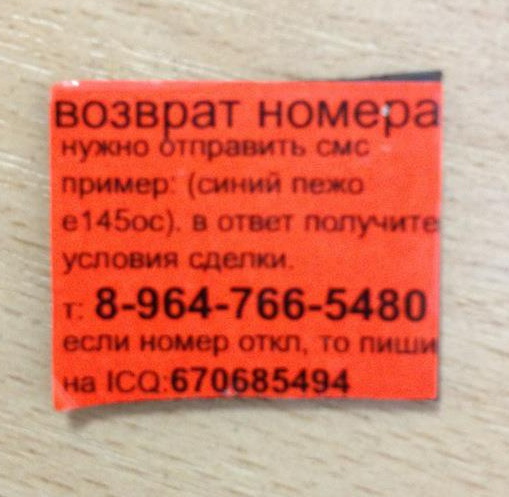 возврат номера
нужно отправить смс
пример: (синий пежо
е145ос). в ответ получите
условия сделки.
т: 8-964-766-5480
если номер откл, то пиши
на ICQ:670685494